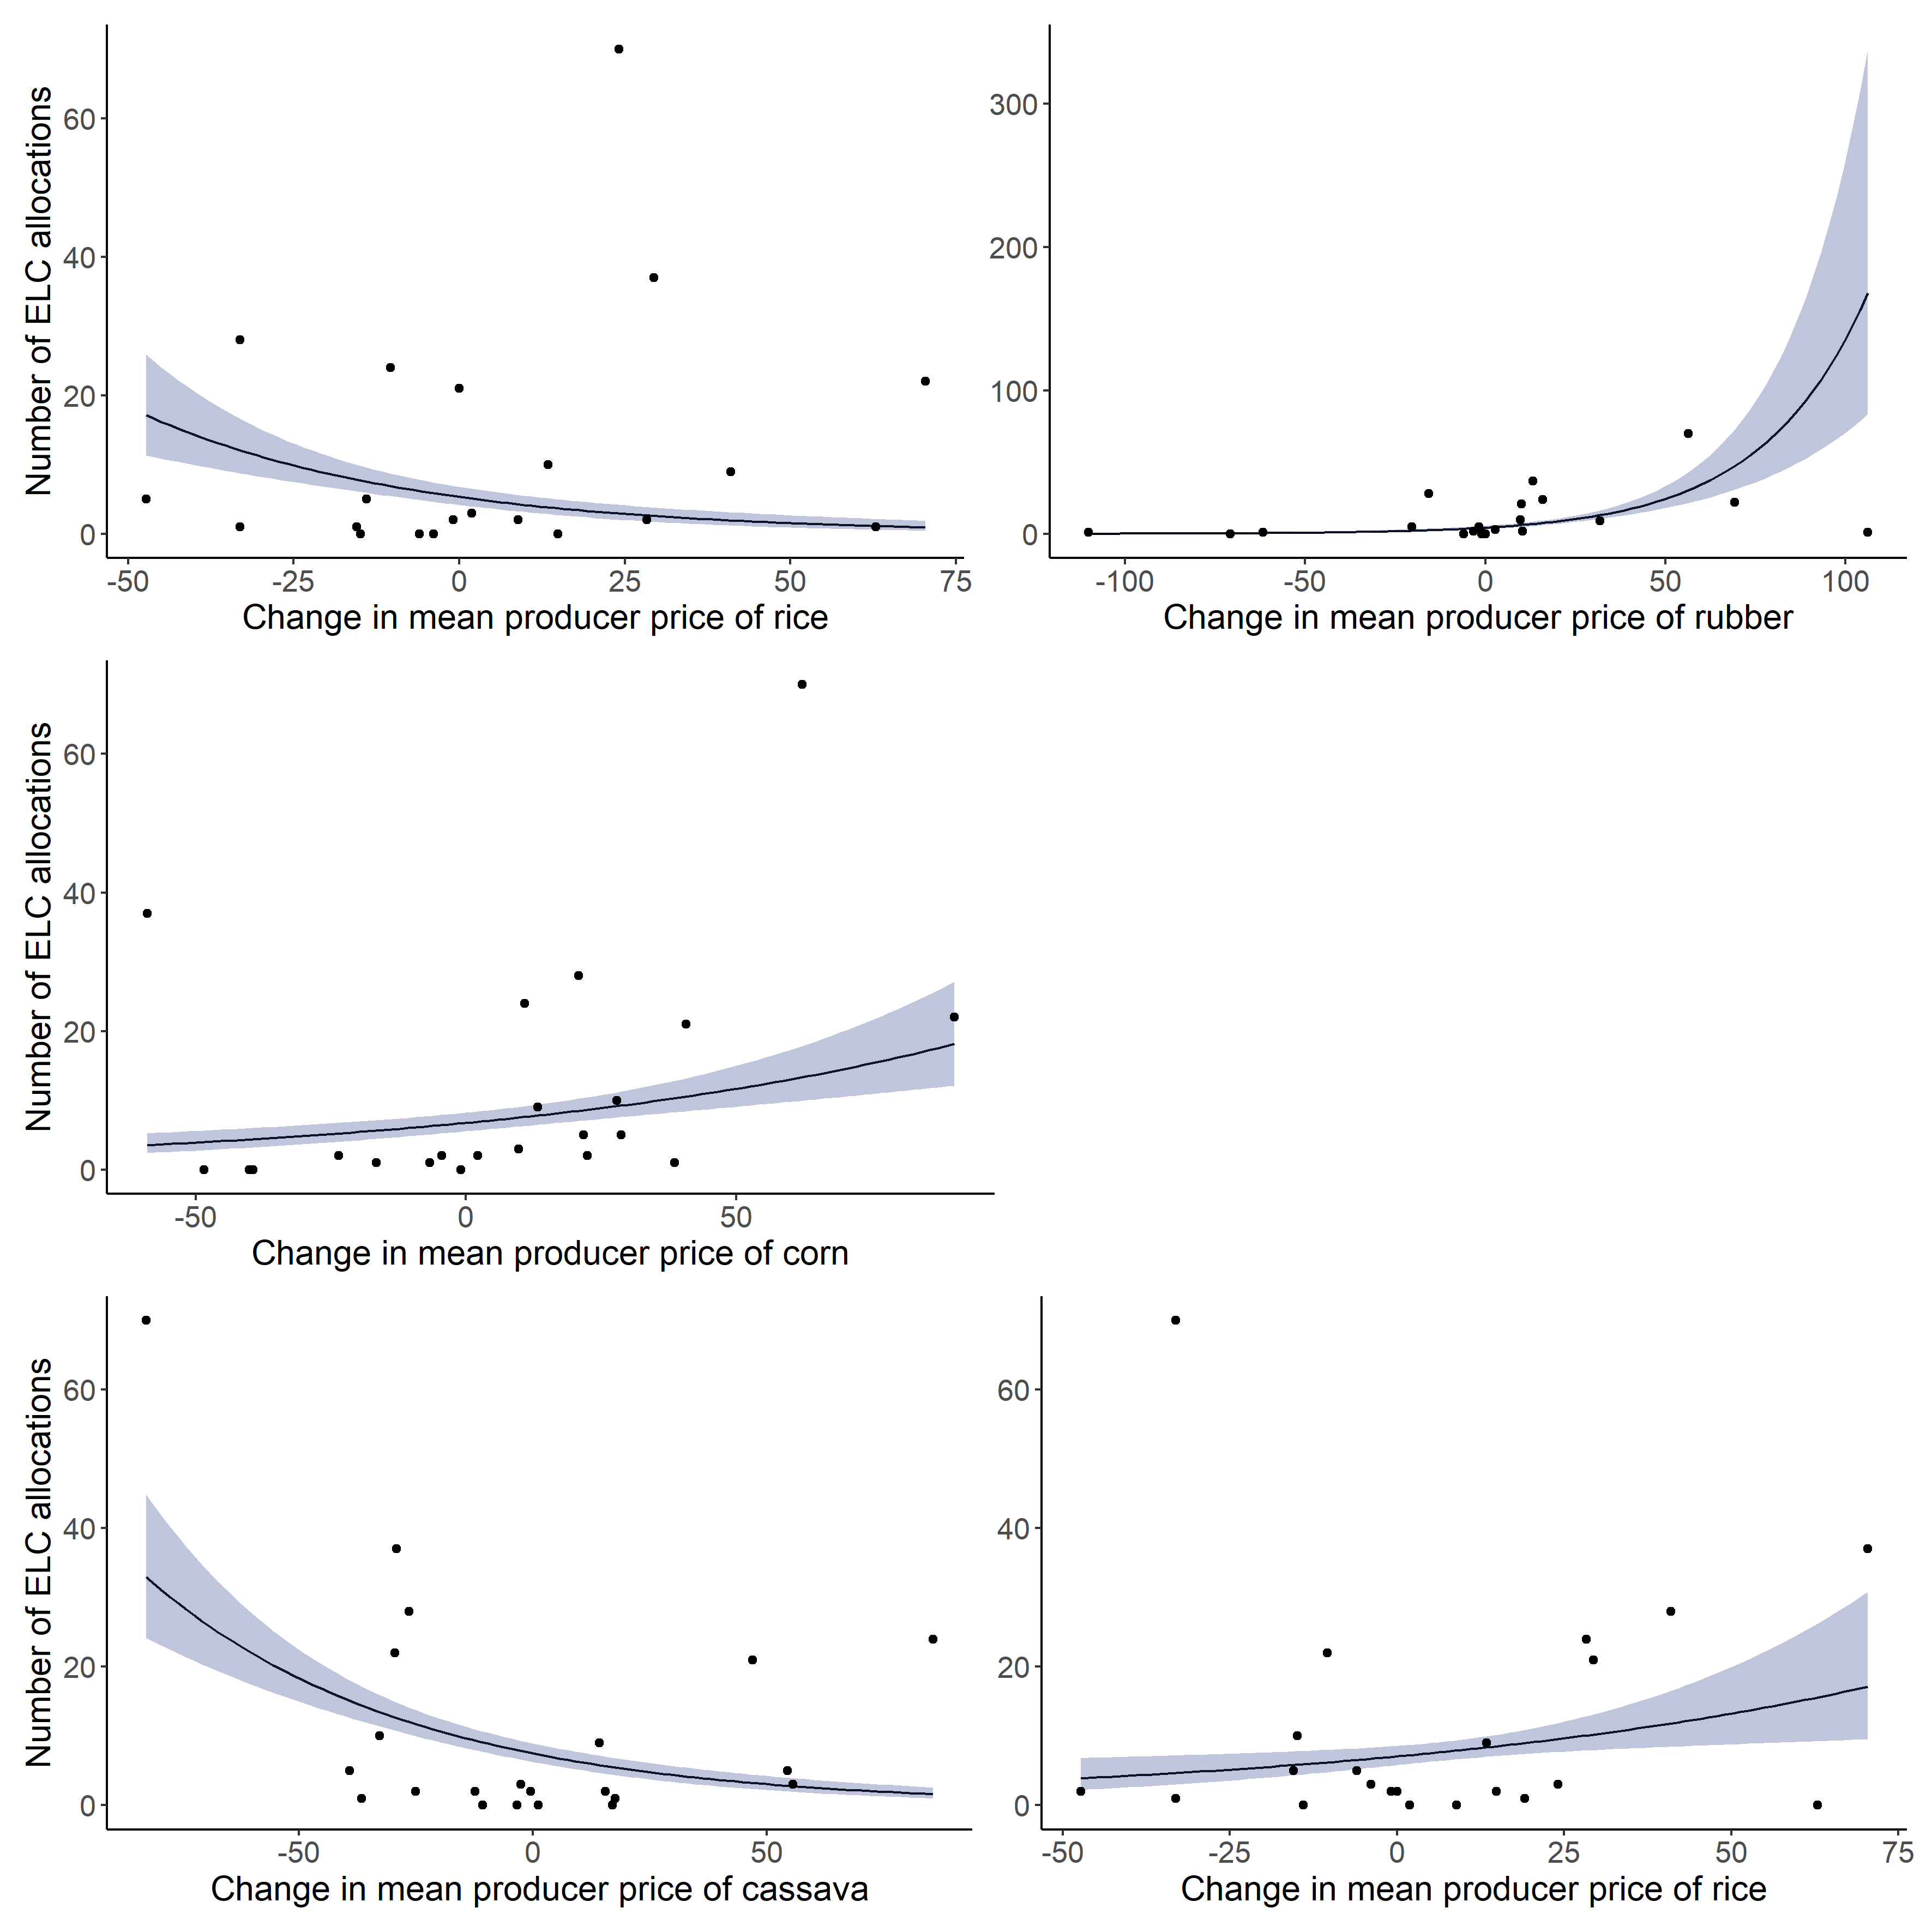 Number of ELC allocations
60
40
20
0
-50 -25 0 25 50 75
Change in mean producer price of rice
300
200
100
0
-100 -50 0 50 100
Change in mean producer price of rubber
Number of ELC allocations
60
40
20
0
-50 0 50
Change in mean producer price of corn
Number of ELC allocations
60
40
20
0
-50 0 50
Change in mean producer price of cassava
60
40
20
0
-50 -25 0 25 50 75
Change in mean producer price of rice